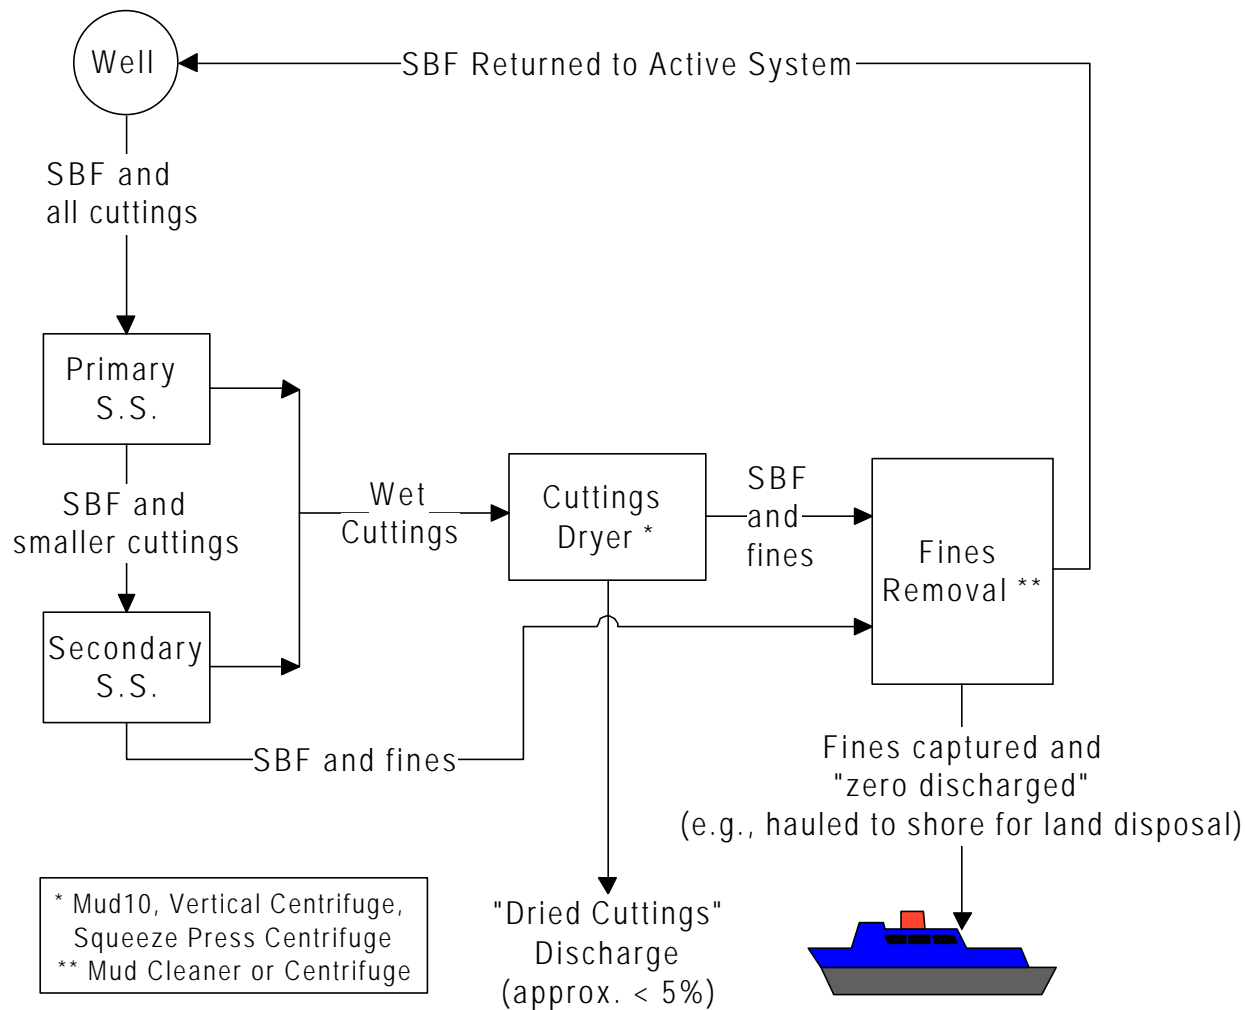 Well
SBF Returned to Active System
SBF and
all cuttings
Primary
S.S.
SBF and
smaller cuttings
Secondary
S.S.
Wet
Cuttings
Cuttings
Dryer *
SBF
and
fines
Fines
Removal **
SBF and fines
Fines captured and
"zero discharged"
(e.g., hauled to shore for land disposal)
"Dried Cuttings"
Discharge
(approx. < 5%)
* Mud10, Vertical Centrifuge,
Squeeze Press Centrifuge
** Mud Cleaner or Centrifuge